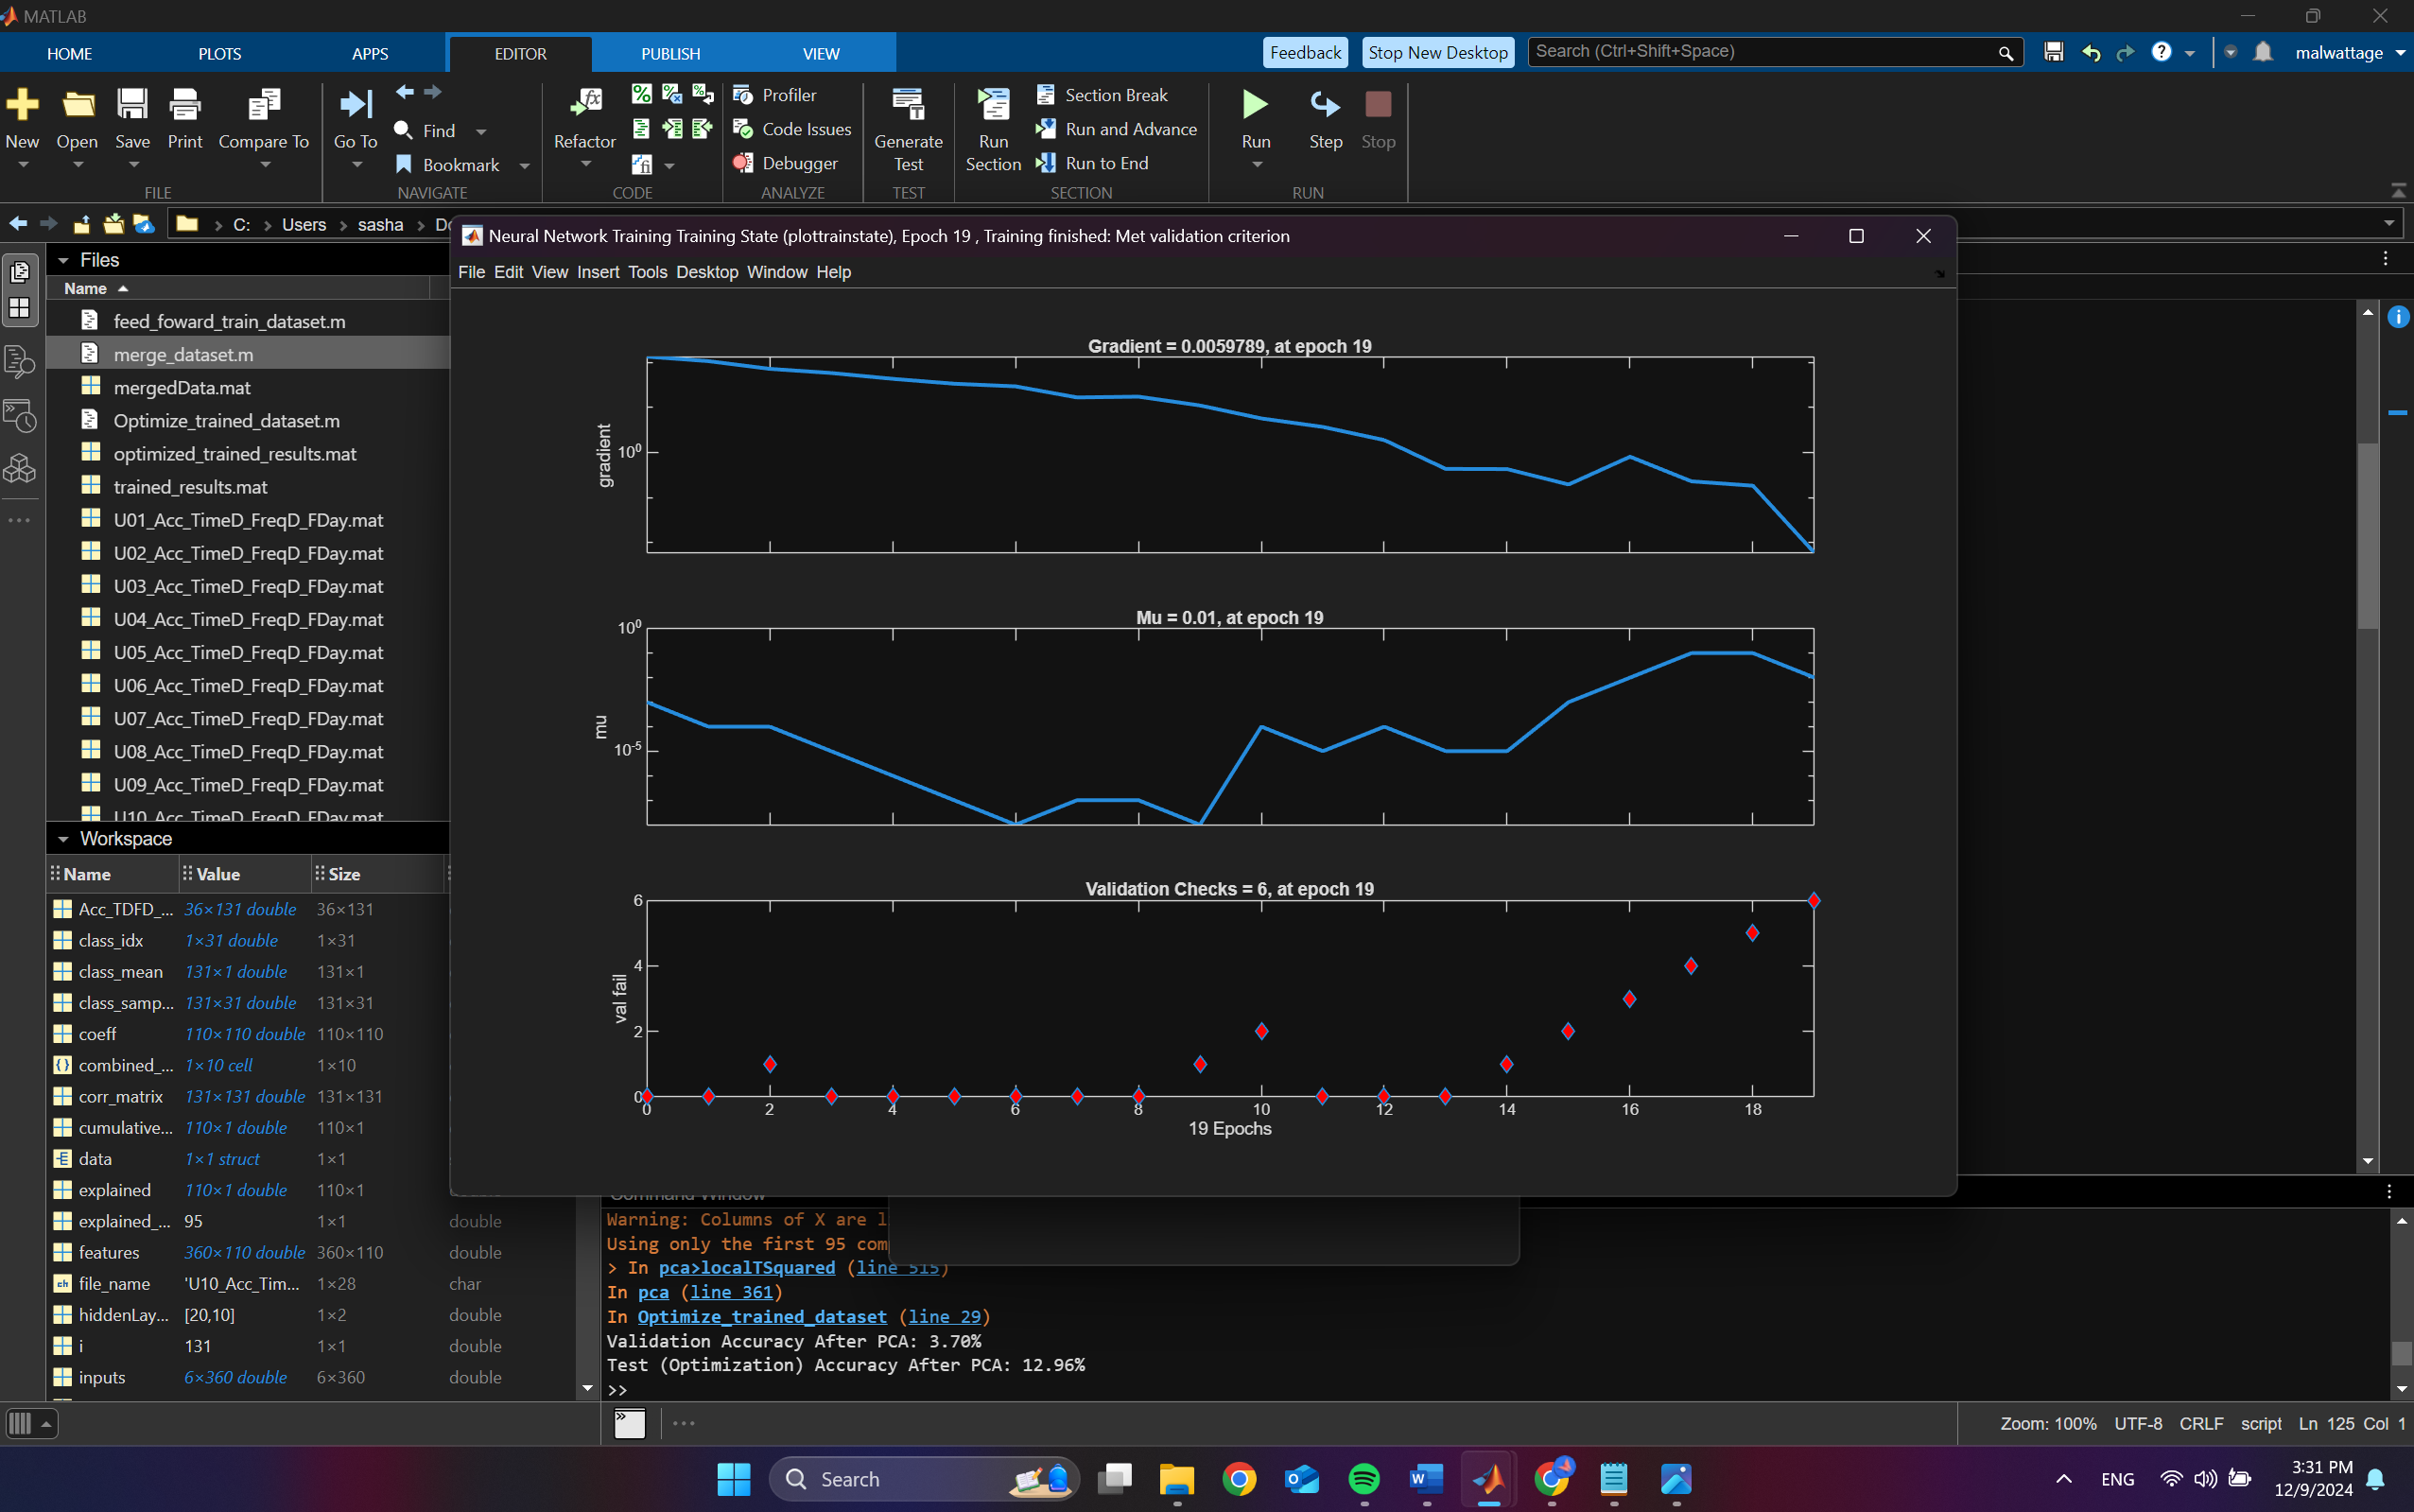 MATLAB
HOME PLOTS APPS EDITOR PUBLISH VIEW Feedback Stop New Desktop Search (Ctrl+Shift+Space) malwattage
New Open Save Print Compare To
FILE
Go To Find Bookmark
NAVIGATE
Refactor
CODE
Profiler
Code Issues
Debugger
ANALYZE
Generate Test
TEST
Run Section
Section Break
Run and Advance
Run to End
SECTION
Run Step Stop
RUN
C: Users sasha
Neural Network Training Training State (plottrainstate), Epoch 19 , Training finished: Met validation criterion
File Edit View Insert Tools Desktop Window Help
Files
Name
feed_foward_train_dataset.m
merge_dataset.m
mergedData.mat
Optimize_trained_dataset.m
optimized_trained_results.mat
trained_results.mat
U01_Acc_TimeD_FreqD_FDay.mat
U02_Acc_TimeD_FreqD_FDay.mat
U03_Acc_TimeD_FreqD_FDay.mat
U04_Acc_TimeD_FreqD_FDay.mat
U05_Acc_TimeD_FreqD_FDay.mat
U06_Acc_TimeD_FreqD_FDay.mat
U07_Acc_TimeD_FreqD_FDay.mat
U08_Acc_TimeD_FreqD_FDay.mat
U09_Acc_TimeD_FreqD_FDay.mat
U10_Acc_TimeD_FreqD_FDay.mat
Workspace
Name Value Size
Acc_TDFD_... 36×131 double 36×131
class_idx 1×31 double 1×31
class_mean 131×1 double 131×1
class_samp... 131×31 double 131×31
coeff 110×110 double 110×110
combined_... 1×10 cell 1×10
corr_matrix 131×131 double 131×131
cumulative... 110×1 double 110×1
data 1×1 struct 1×1
explained 110×1 double 110×1
explained_... 95 1×1 double
features 360×110 double 360×110 double
file_name 'U10_Acc_Tim... 1×28 char
hiddenLay... [20,10] 1×2 double
i 131 1×1 double
inputs 6×360 double 6×360 double
Gradient = 0.0059789, at epoch 19
gradient
10⁰
Mu = 0.01, at epoch 19
mu
10⁰
10⁻⁵
Validation Checks = 6, at epoch 19
val fail
6
4
2
0
0 2 4 6 8 10 12 14 16 18
19 Epochs
Command Window
Warning: Columns of X are
Using only the first 95
> In pca>localTSquared (line 515)
In pca (line 361)
In Optimize_trained_dataset (line 29)
Validation Accuracy After PCA: 3.70%
Test (Optimization) Accuracy After PCA: 12.96%
>>
Zoom: 100% UTF-8 CRLF script Ln 125 Col 1
Search
ENG
3:31 PM
12/9/2024